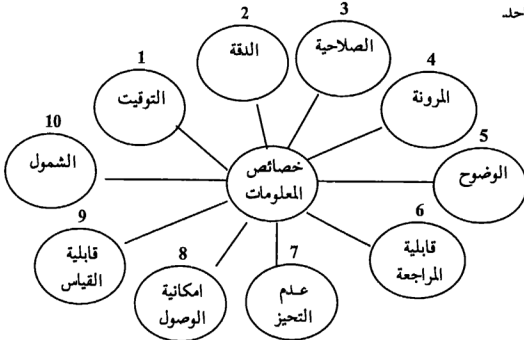 حله
1
التوقيت
2
الدقة
3
الصلاحية
4
المرونة
5
الوضوح
6
قابلية
المراجعة
7
عدم
التحيز
8
امكانية
الوصول
9
قابلية
القياس
10
الشمول
خصائص
المعلومات